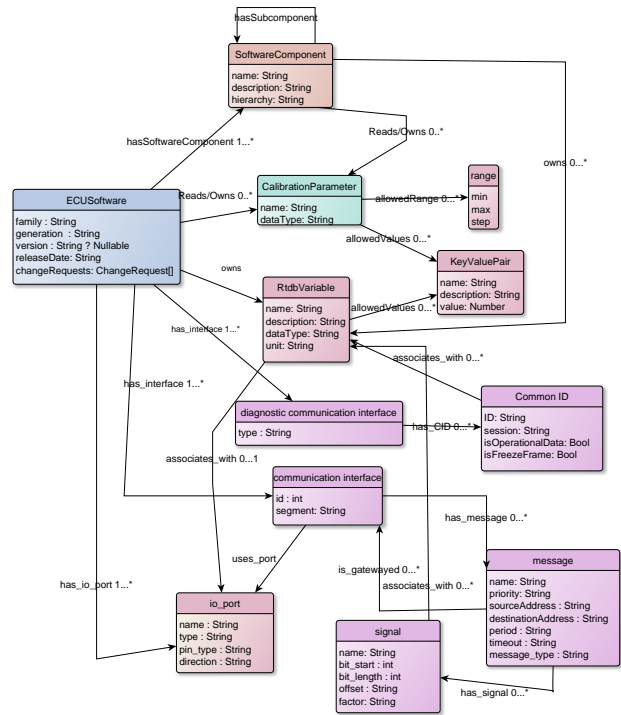 hasSubcomponent
SoftwareComponent
name: String
description: String
hierarchy: String
hasSoftwareComponent 1...*
Reads/Owns 0..*
owns 0...*
ECUSoftware
family : String
generation : String
version : String ? Nullable
releaseDate: String
changeRequests: ChangeRequest[]
Reads/Owns 0..*
CalibrationParameter
name: String
dataType: String
allowedRange 0...*
range
min
max
step
allowedValues 0...*
KeyValuePair
name: String
description: String
value: Number
owns
RtdbVariable
name: String
description: String
dataType: String
unit: String
allowedValues 0...*
has_interface 1...*
associates_with 0...*
has_interface 1...*
diagnostic communication interface
type : String
has_CID 0...*
Common ID
ID: String
session: String
isOperationalData: Bool
isFreezeFrame: Bool
associates_with 0...1
communication interface
id : int
segment: String
has_message 0...*
uses_port
is_gatewayed 0...*
associates_with 0...*
message
name: String
priority: String
sourceAddress : String
destinationAddress : String
period : String
timeout : String
message_type : String
has_io_port 1...*
io_port
name : String
type : String
pin_type : String
direction : String
signal
name: String
bit_start : int
bit_length : int
offset : String
factor: String
has_signal 0...*